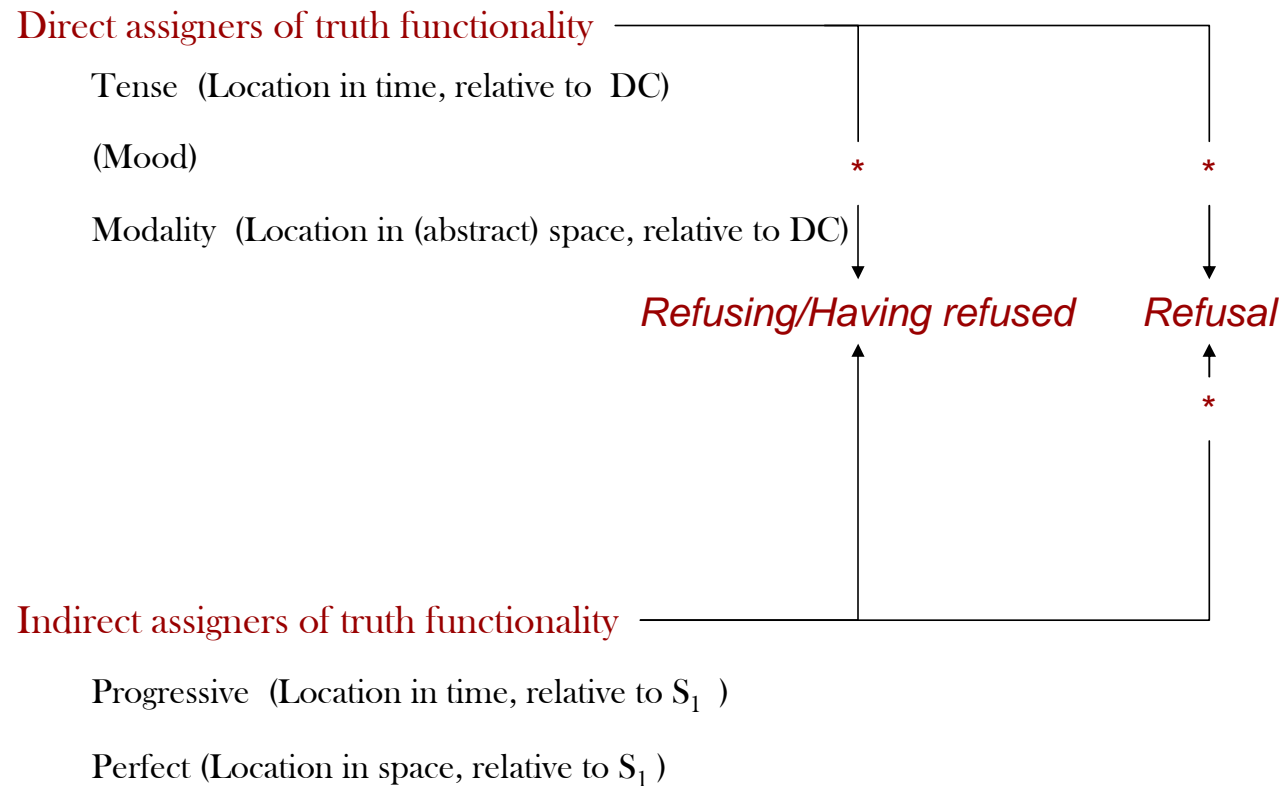 Direct assigners of truth functionality
Tense (Location in time, relative to DC)
(Mood)
* *
Modality (Location in (abstract) space, relative to DC)
Refusing/Having refused Refusal
*
Indirect assigners of truth functionality
Progressive (Location in time, relative to S₁ )
Perfect (Location in space, relative to S₁ )